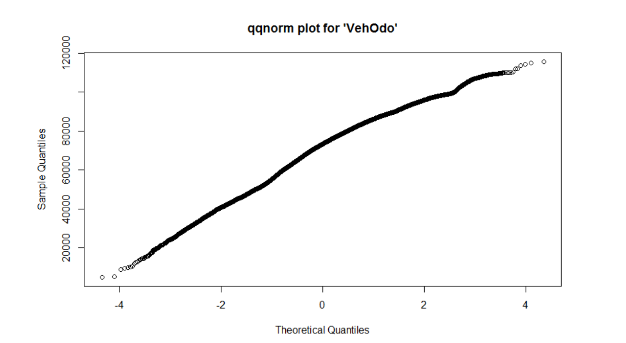 qqnorm plot for 'VehOdo'
Sample Quantiles
120000
80000
60000
40000
20000
-4 -2 0 2 4
Theoretical Quantiles